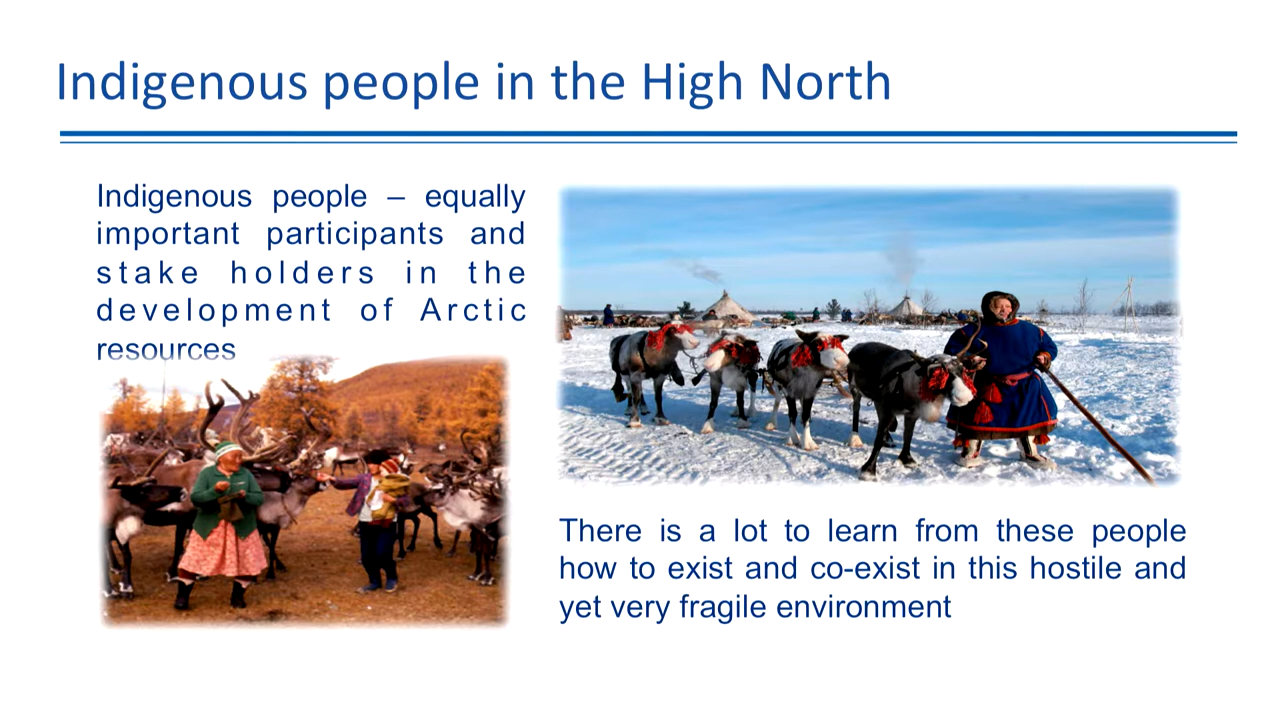 Indigenous people in the High North
Indigenous people – equally
important participants and
stake holders in the
development of Arctic
resources
There is a lot to learn from these people
how to exist and co-exist in this hostile and
yet very fragile environment